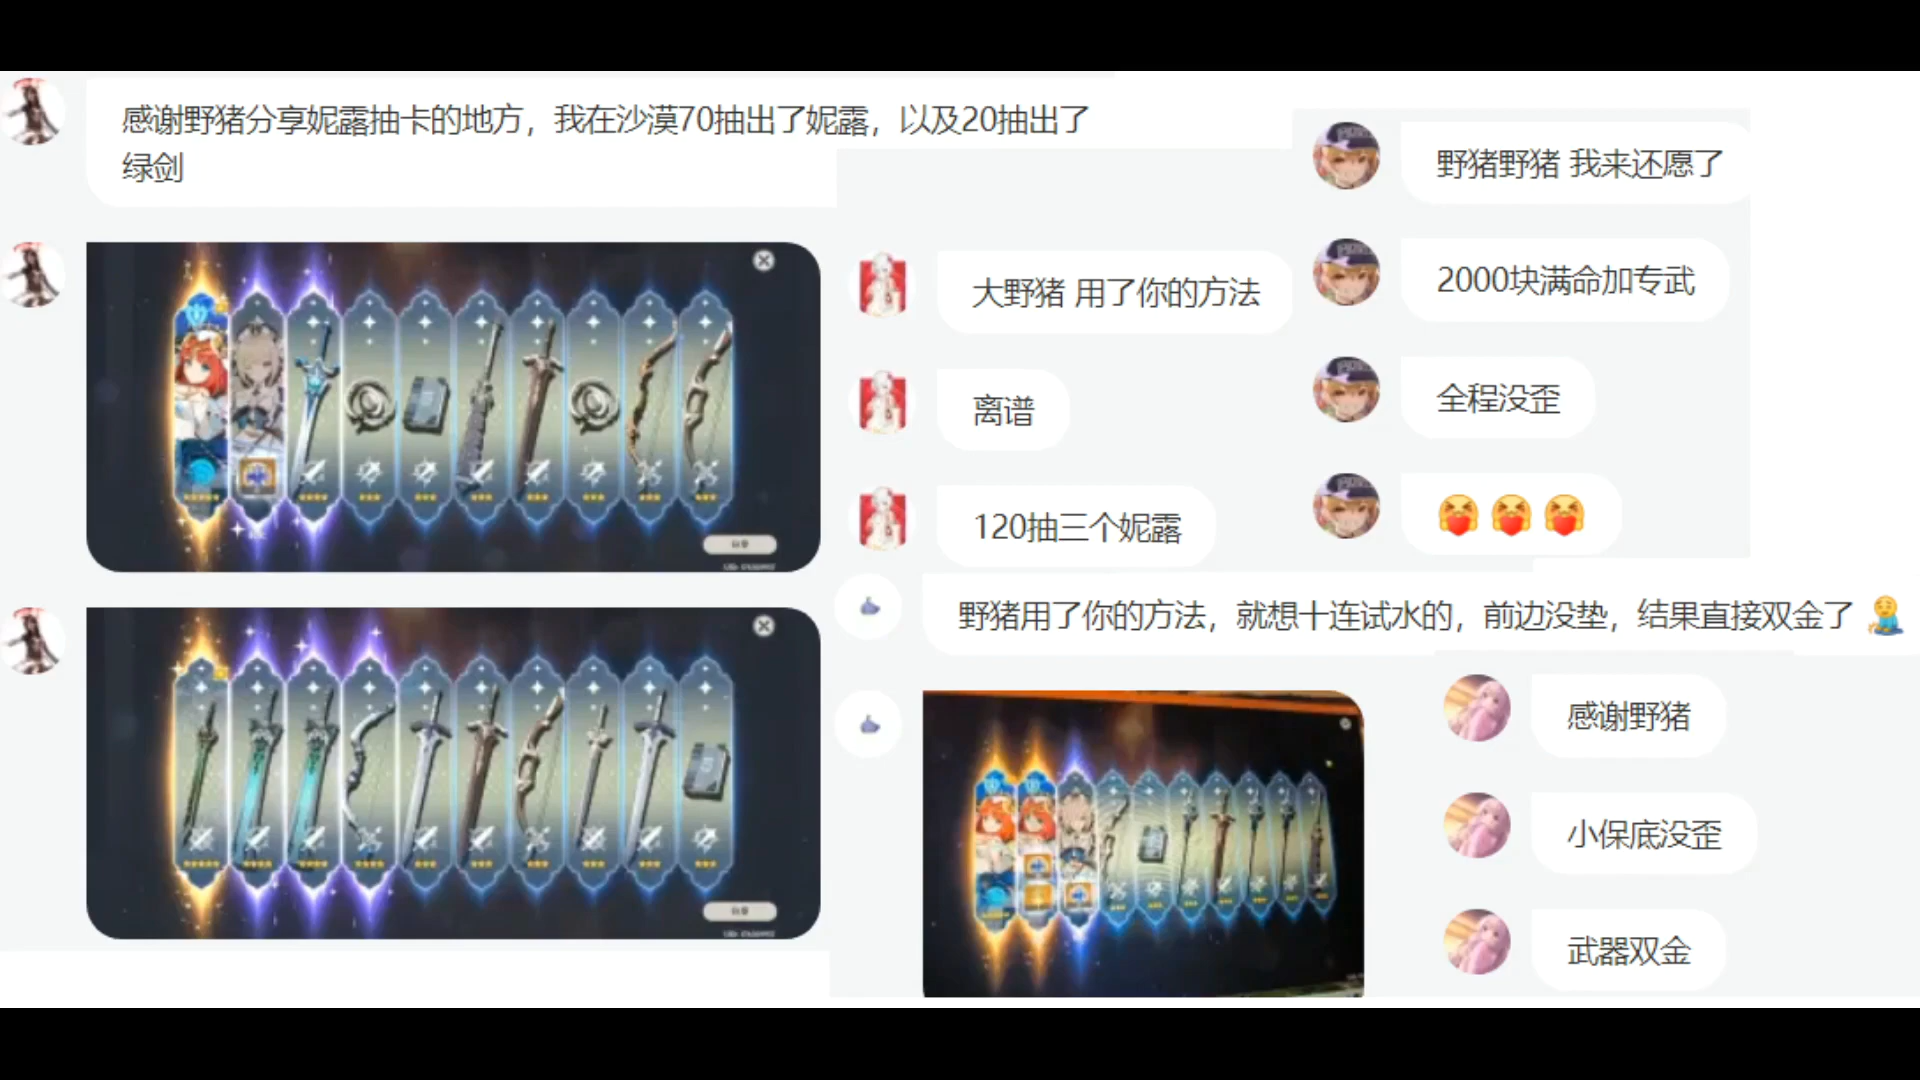 感谢野猪分享妮露抽卡的地方，我在沙漠70抽出了妮露，以及20抽出了
绿剑
大野猪 用了你的方法
离谱
120抽三个妮露
野猪野猪 我来还愿了
2000块满命加专武
全程没歪
野猪用了你的方法，就想十连试水的，前边没垫，结果直接双金了
感谢野猪
小保底没歪
武器双金